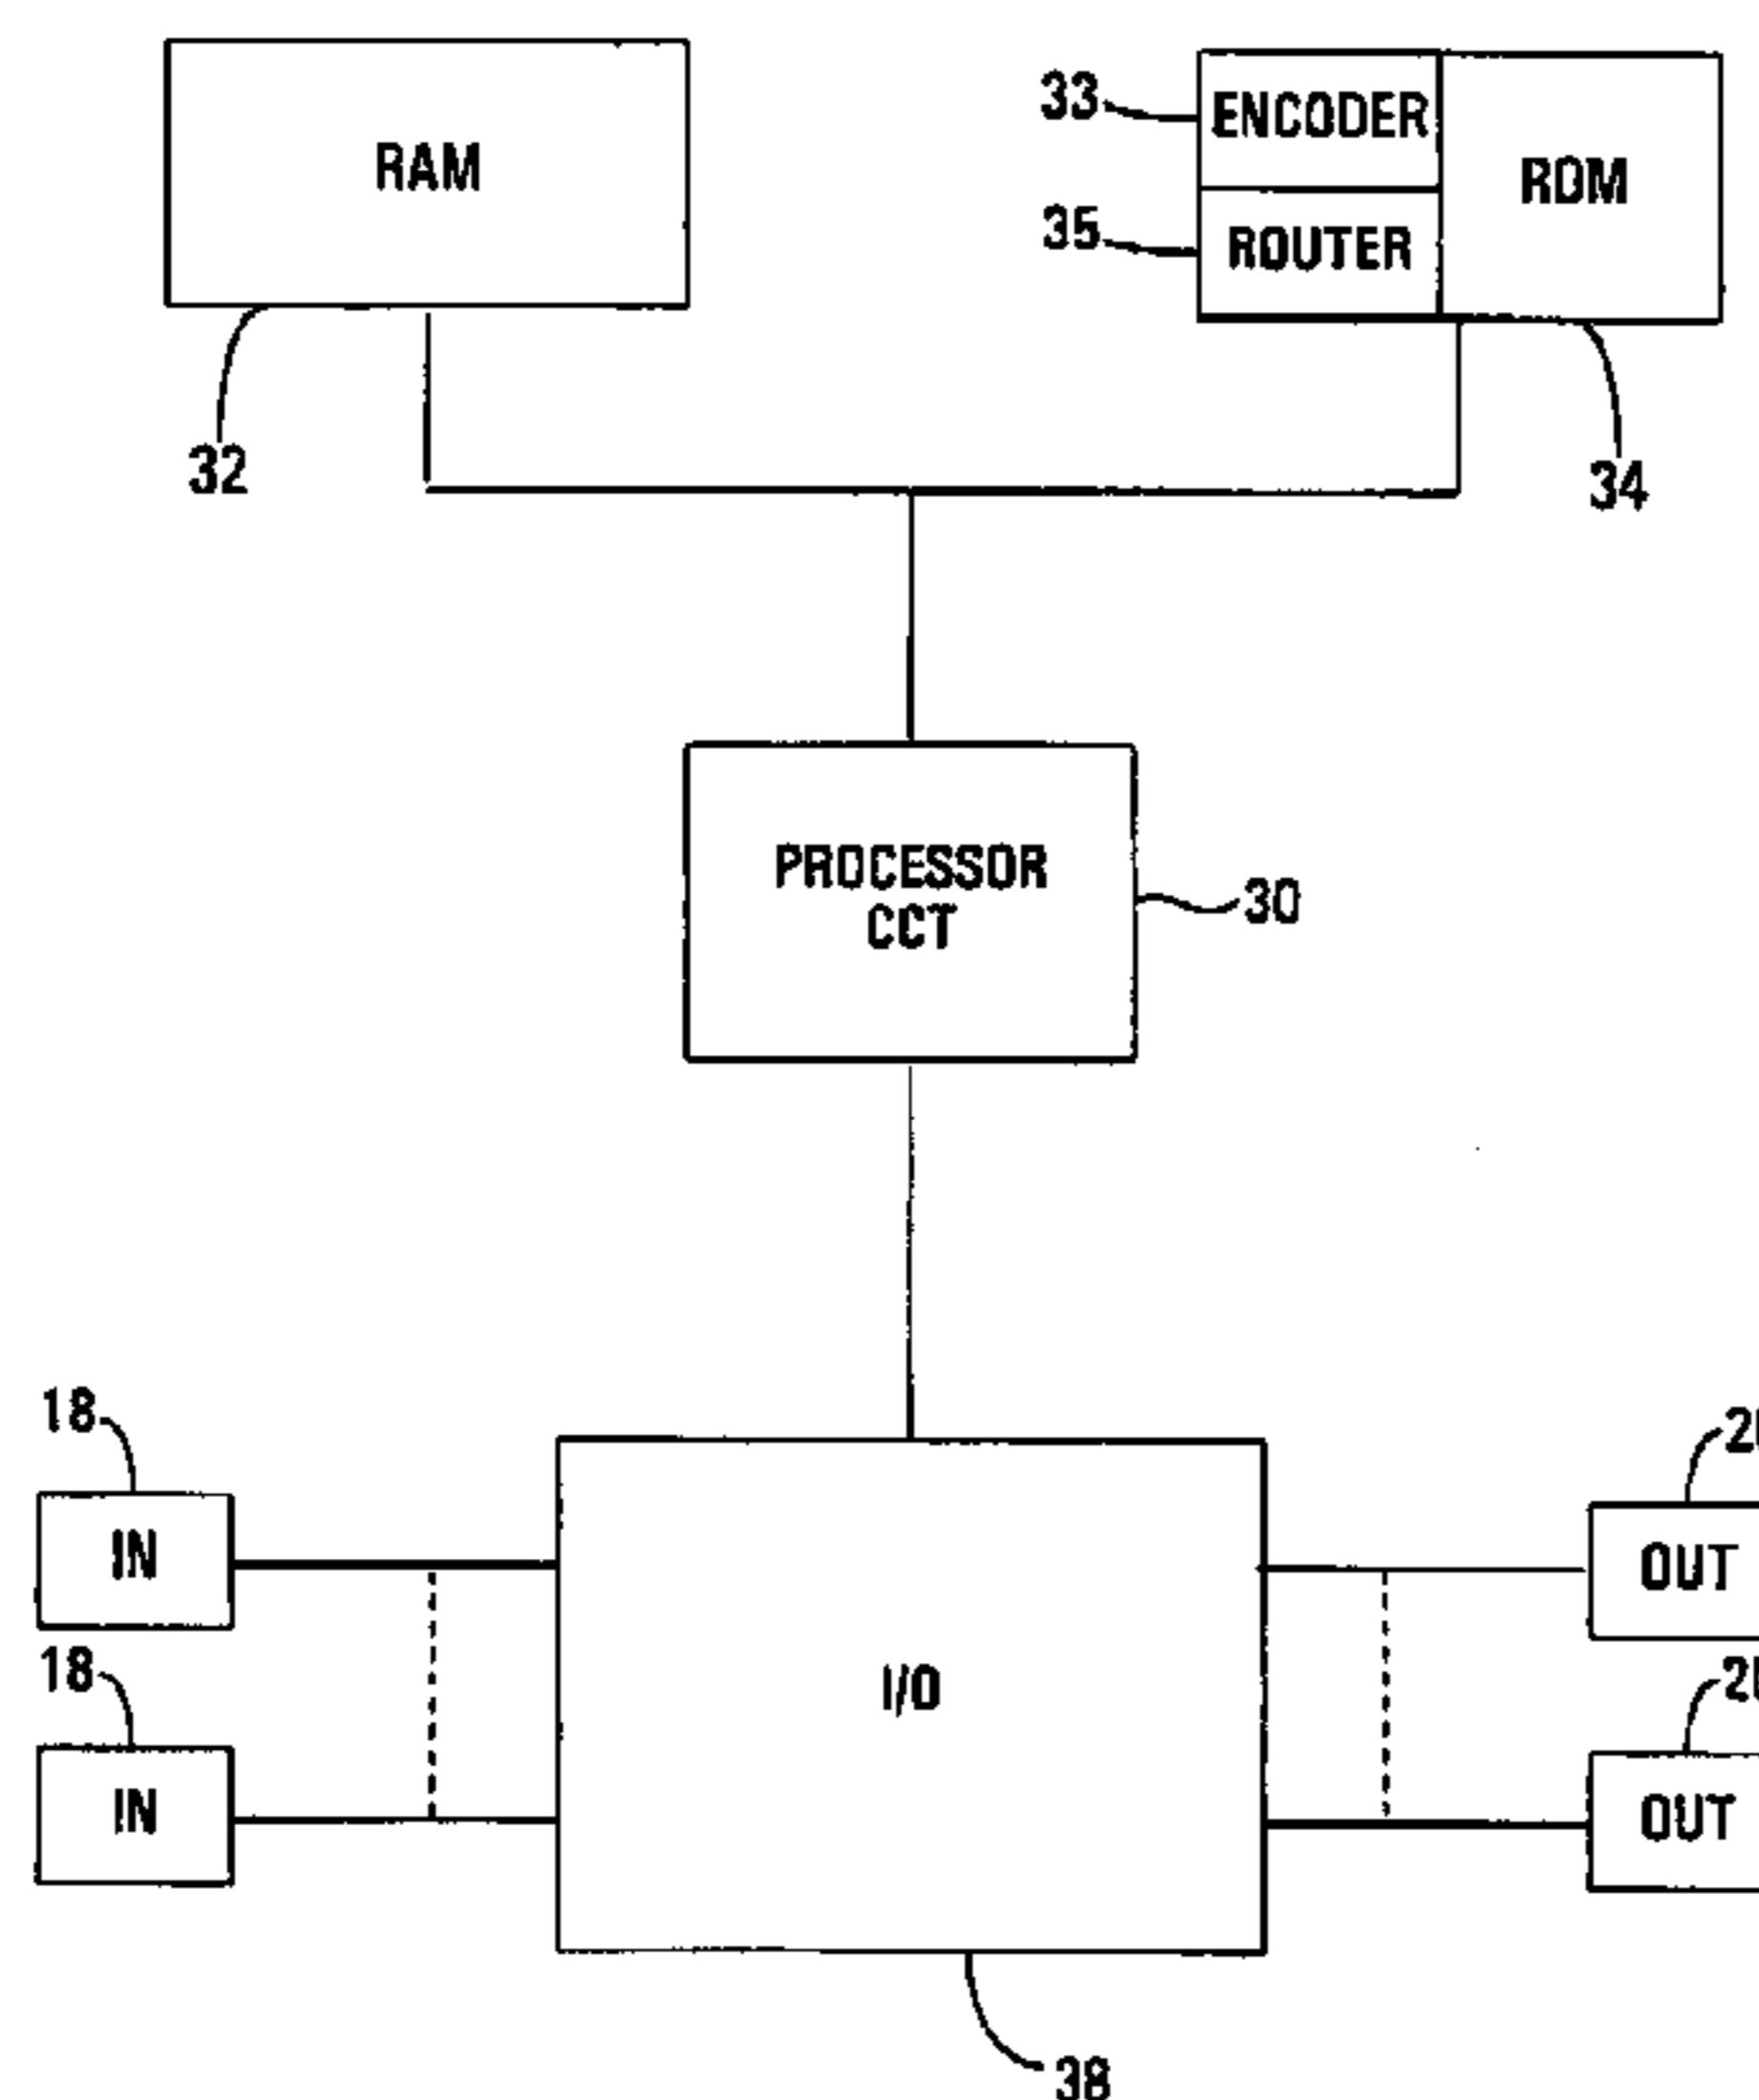 RAM
33
ENCODER
ROM
35
ROUTER
32
34
PROCESSOR
CCT
30
18
IN
OUT
I/O
18
IN
OUT
38